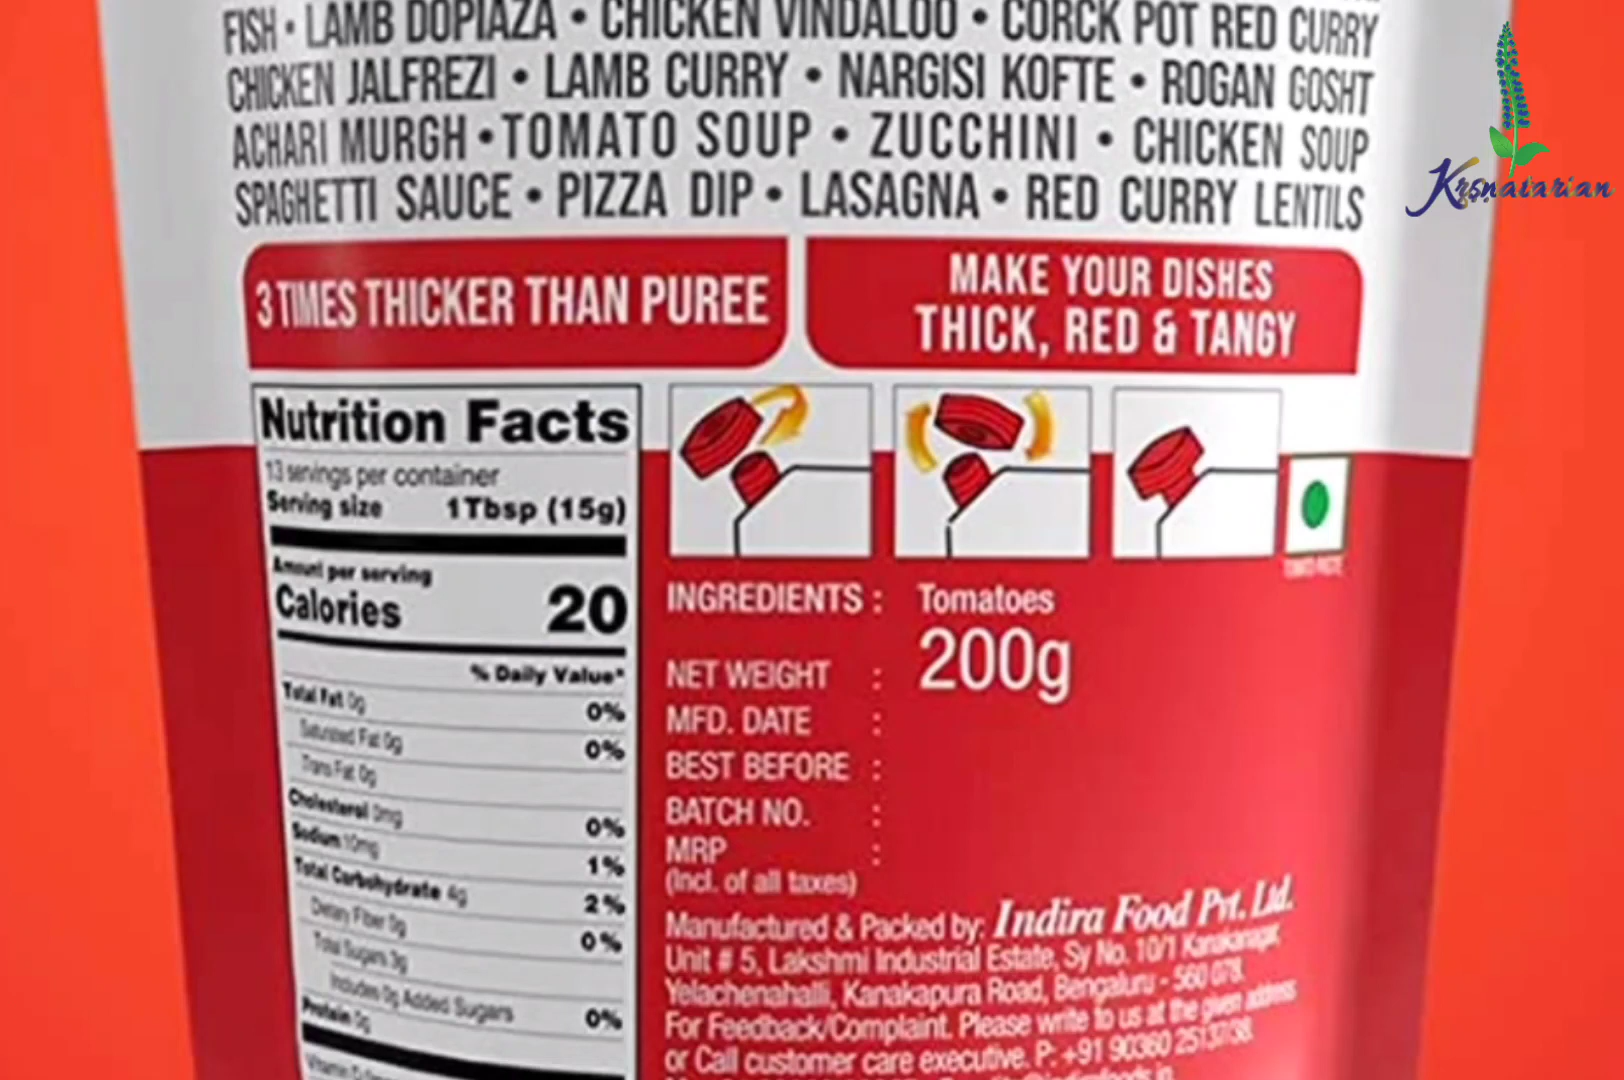 FISH • LAMB DOPIAZA • CHICKEN VINDALOO • CORCK POT RED CURRY
CHICKEN JALFREZI • LAMB CURRY • NARGISI KOFTE • ROGAN GOSHT
ACHARI MURGH • TOMATO SOUP • ZUCCHINI • CHICKEN SOUP
SPAGHETTI SAUCE • PIZZA DIP • LASAGNA • RED CURRY LENTILS
Krsnatarian
3 TIMES THICKER THAN PUREE
MAKE YOUR DISHES
THICK, RED & TANGY
Nutrition Facts
13 servings per container
Serving size 1Tbsp (15g)
Amount per serving
Calories 20
% Daily Value*
Total Fat 0g 0%
Saturated Fat 0g 0%
Trans Fat 0g
Cholesterol 0mg 0%
Sodium 10mg 1%
Total Carbohydrate 4g 2%
Dietary Fiber 0g 0%
Total Sugars 3g
Includes 0g Added Sugars 0%
Protein 0g
Vitamin D
INGREDIENTS : Tomatoes
NET WEIGHT : 200g
MFD. DATE :
BEST BEFORE :
BATCH NO. :
MRP :
(Incl. of all taxes)
Manufactured & Packed by: Indira Food Pvt. Ltd.
Unit # 5, Lakshmi Industrial Estate, Sy No. 10/1 Kanakanagar,
Yelachenahalli, Kanakapura Road, Bengaluru - 560 078.
For Feedback/Complaint. Please write to us at the given address
or Call customer care executive. P: +91 90360 25137/38.